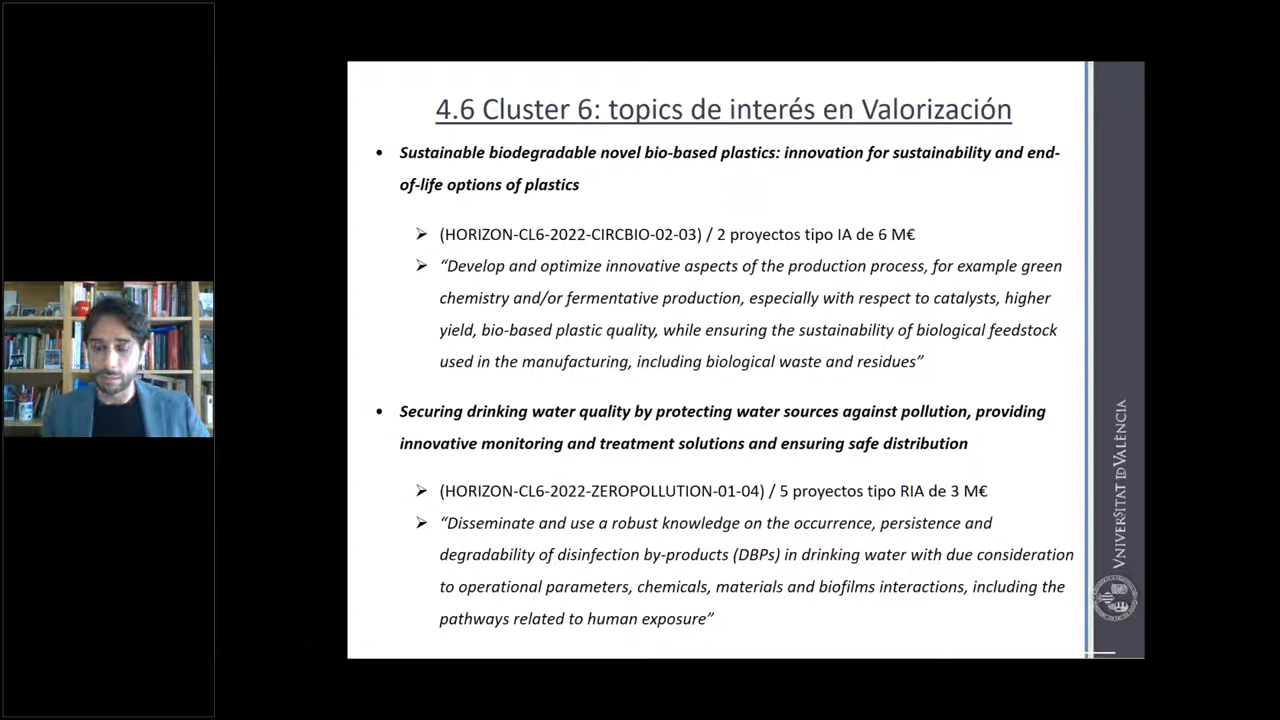 4.6 Cluster 6: topics de interés en Valorización
• Sustainable biodegradable novel bio-based plastics: innovation for sustainability and end-
of-life options of plastics
➢ (HORIZON-CL6-2022-CIRCBIO-02-03) / 2 proyectos tipo IA de 6 M€
➢ “Develop and optimize innovative aspects of the production process, for example green
chemistry and/or fermentative production, especially with respect to catalysts, higher
yield, bio-based plastic quality, while ensuring the sustainability of biological feedstock
used in the manufacturing, including biological waste and residues”
• Securing drinking water quality by protecting water sources against pollution, providing
innovative monitoring and treatment solutions and ensuring safe distribution
➢ (HORIZON-CL6-2022-ZEROPOLLUTION-01-04) / 5 proyectos tipo RIA de 3 M€
➢ “Disseminate and use a robust knowledge on the occurrence, persistence and
degradability of disinfection by-products (DBPs) in drinking water with due consideration
to operational parameters, chemicals, materials and biofilms interactions, including the
pathways related to human exposure”
VNIVERSITAT D VALÈNCIA